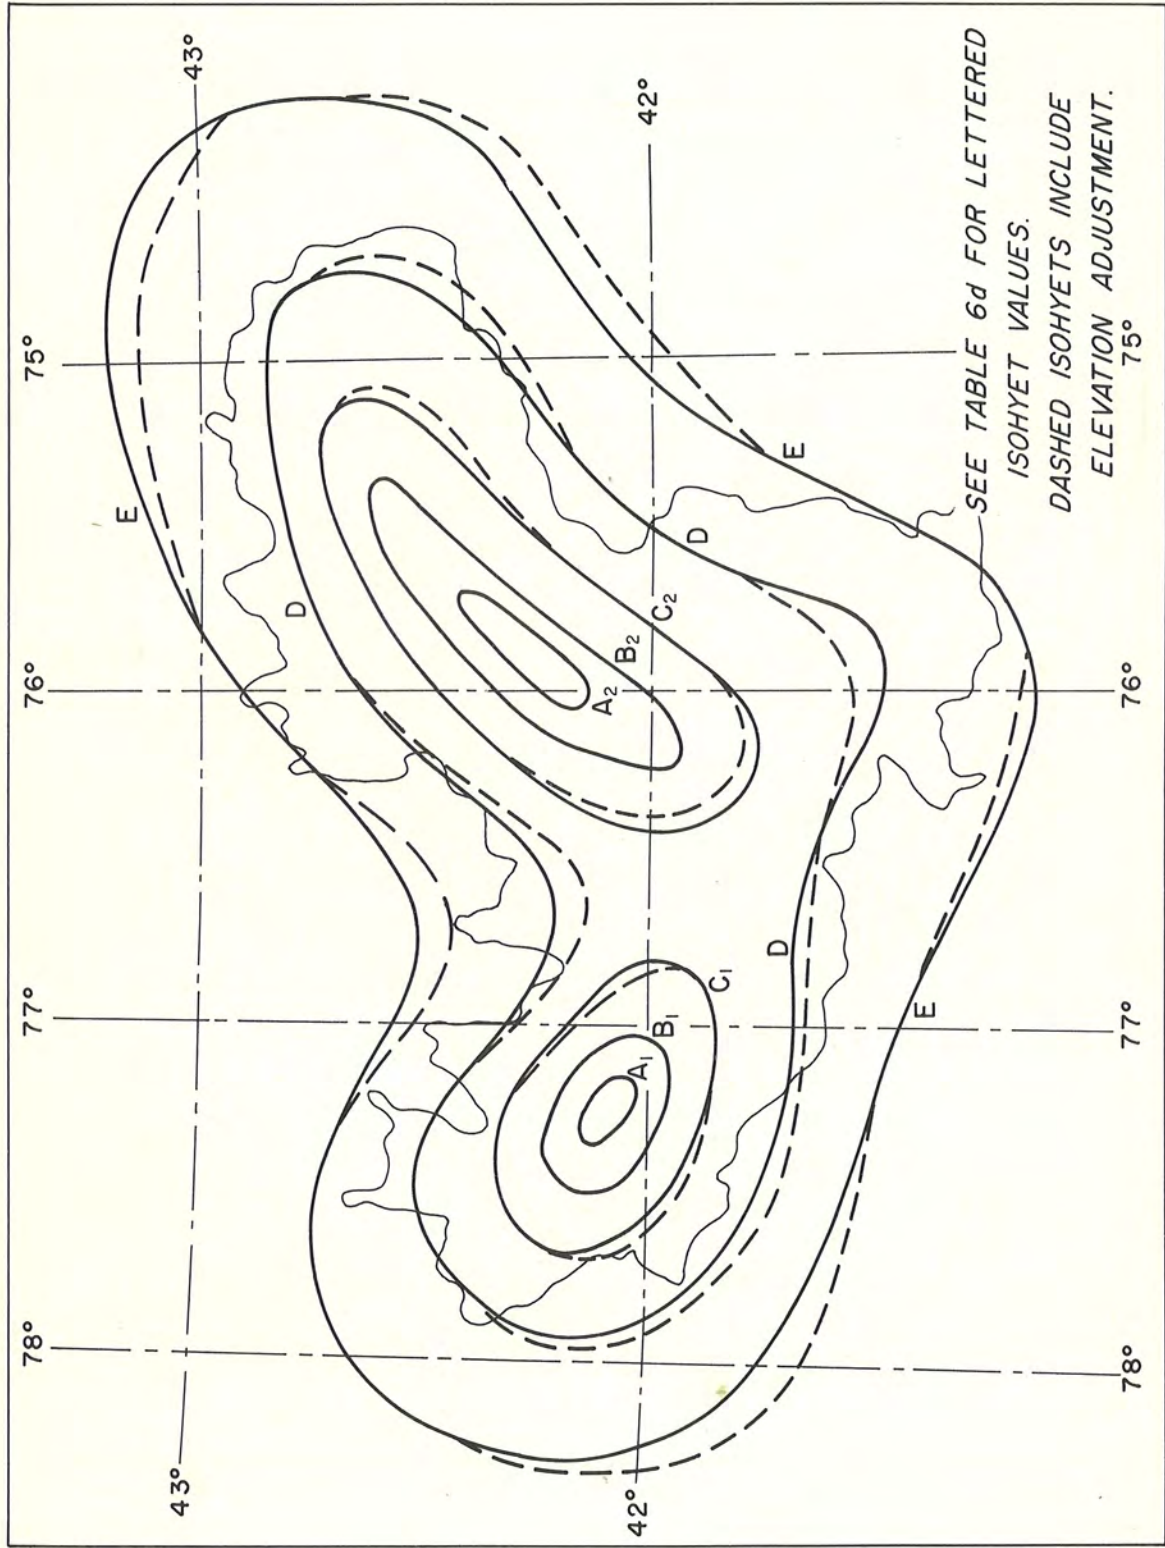 43°
42°
75°
76°
77°
78°
E
D
E
D
C₂
B₂
A₂
D
C₁
B₁
A₁
E
43°
42°
75°
76°
77°
78°
SEE TABLE 6d FOR LETTERED
ISOHYET VALUES.
DASHED ISOHYETS INCLUDE
ELEVATION ADJUSTMENT.